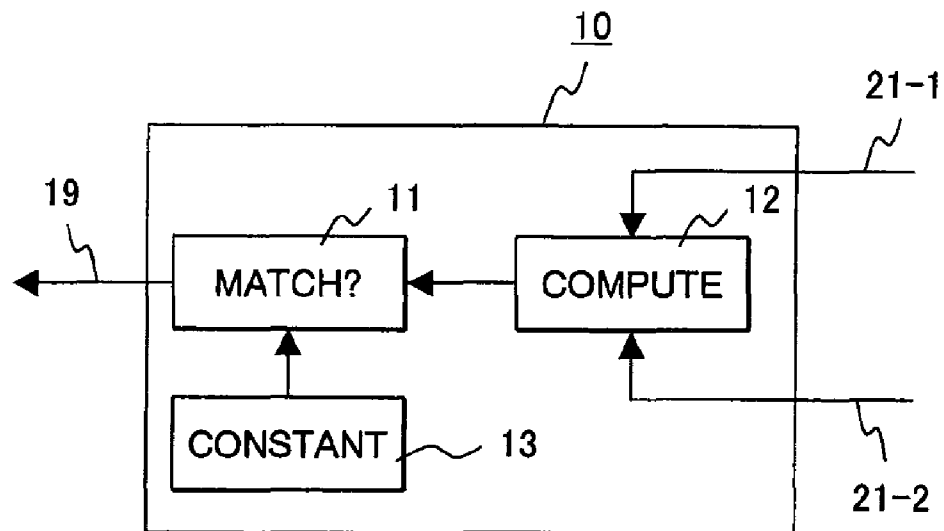 10
21-1
19
11
12
MATCH?
COMPUTE
CONSTANT
13
21-2